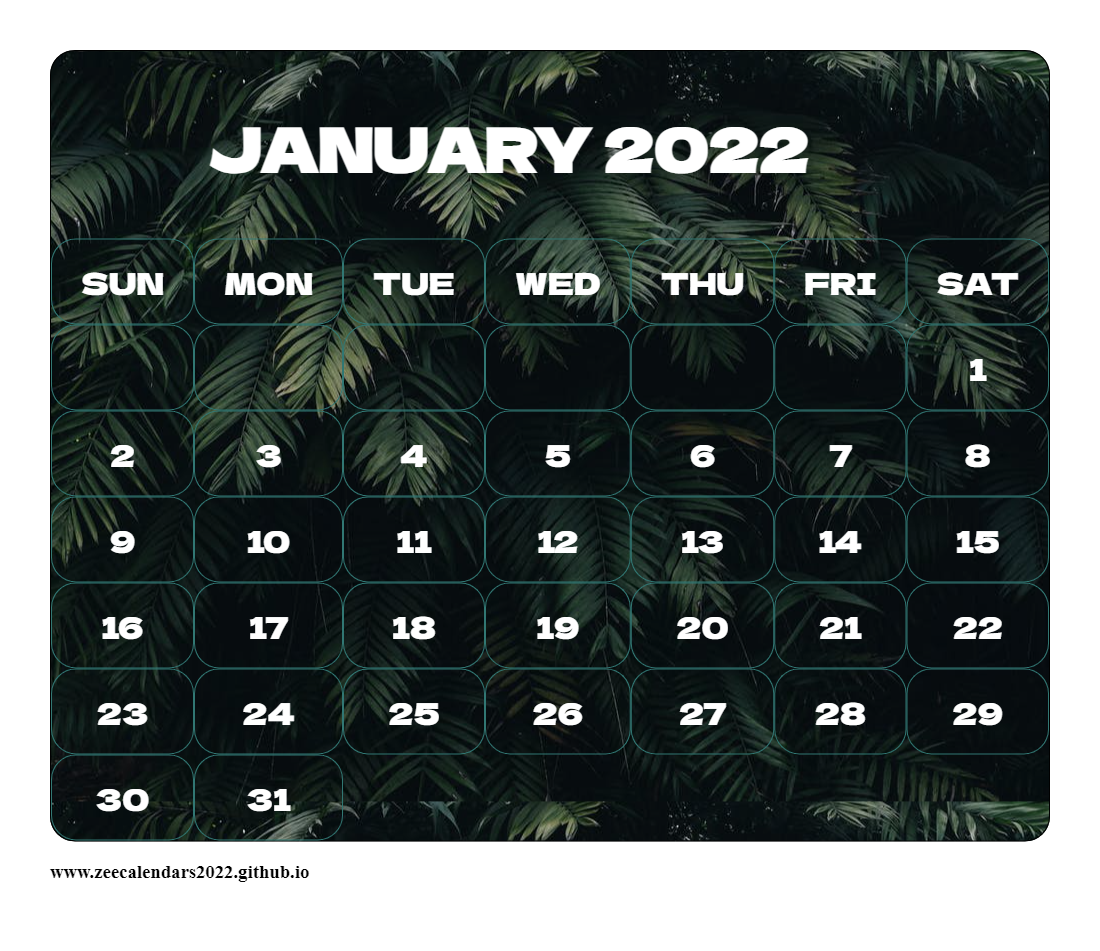 JANUARY 2022
SUN MON TUE WED THU FRI SAT
1
2 3 4 5 6 7 8
9 10 11 12 13 14 15
16 17 18 19 20 21 22
23 24 25 26 27 28 29
30 31
www.zeecalendars2022.github.io